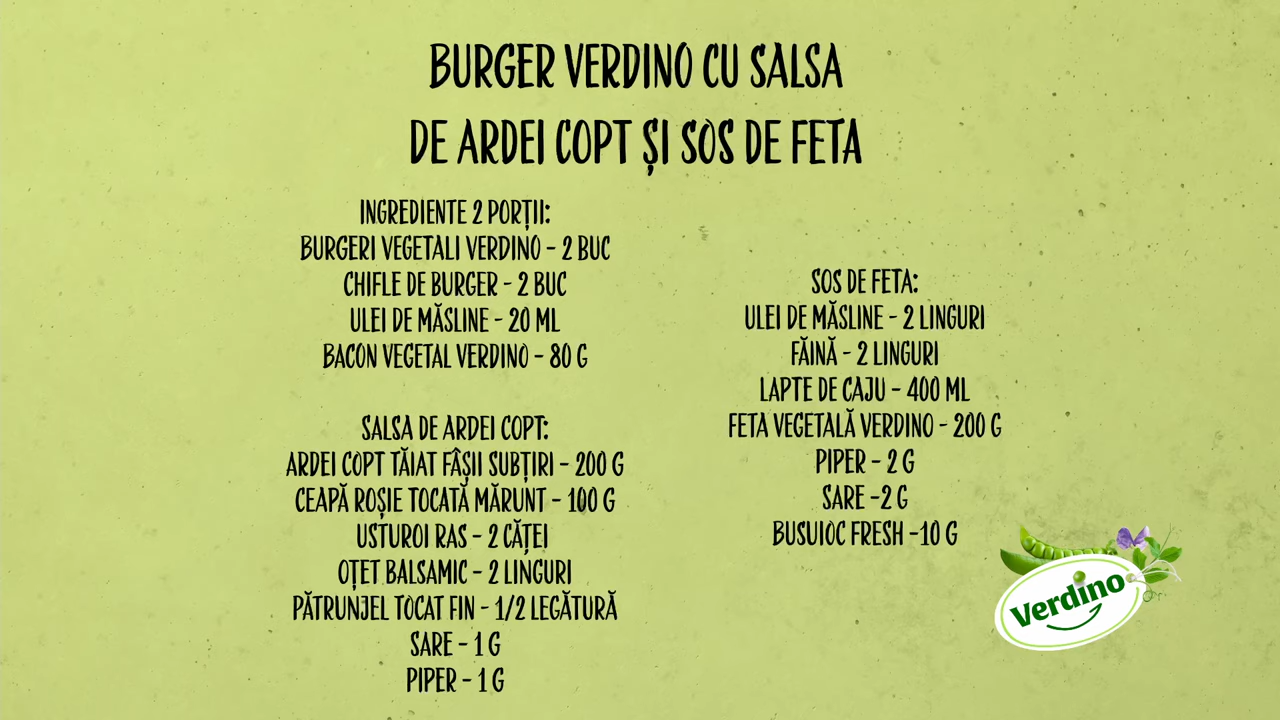 BURGER VERDINO CU SALSA
DE ARDEI COPT ȘI SOS DE FETA
INGREDIENTE 2 PORȚII:
BURGERI VEGETALI VERDINO - 2 BUC
CHIFLE DE BURGER - 2 BUC
ULEI DE MĂSLINE - 20 ML
BACON VEGETAL VERDINO - 80 G
SALSA DE ARDEI COPT:
ARDEI COPT TĂIAT FÂȘII SUBȚIRI - 200 G
CEAPĂ ROȘIE TOCATĂ MĂRUNT - 100 G
USTUROI RAS - 2 CĂȚEI
OȚET BALSAMIC - 2 LINGURI
PĂTRUNJEL TOCAT FIN - 1/2 LEGĂTURĂ
SARE - 1 G
PIPER - 1 G
SOS DE FETA:
ULEI DE MĂSLINE - 2 LINGURI
FĂINĂ - 2 LINGURI
LAPTE DE CAJU - 400 ML
FETA VEGETALĂ VERDINO - 200 G
PIPER - 2 G
SARE -2 G
BUSUIOC FRESH -10 G
Verdino